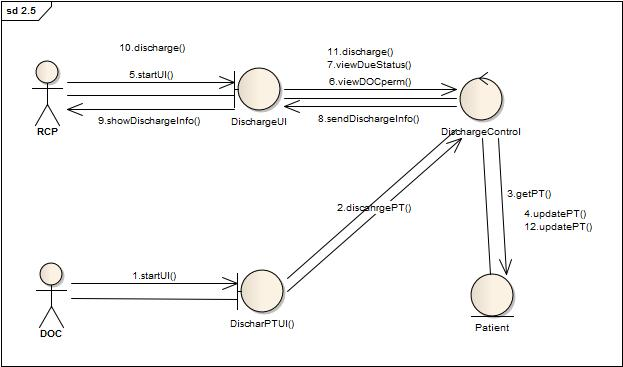 sd 2.5
10.discharge()
11.discharge()
7.viewDueStatus()
5.startUI()
6.viewDOCperm()
9.showDischargeInfo()
DischargeUI
8.sendDischargeInfo()
RCP
DischargeControl
3.getPT()
2.discahrgePT()
4.updatePT()
12.updatePT()
1.startUI()
DOC
DischarPTUI()
Patient